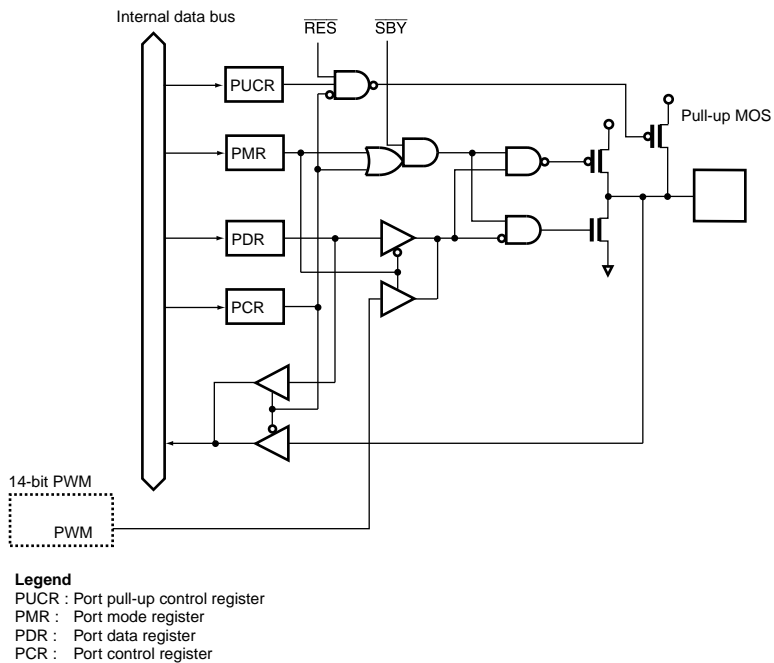 Internal data bus
RES
SBY
PUCR
Pull-up MOS
PMR
PDR
PCR
14-bit PWM
PWM
Legend
PUCR : Port pull-up control register
PMR : Port mode register
PDR : Port data register
PCR : Port control register